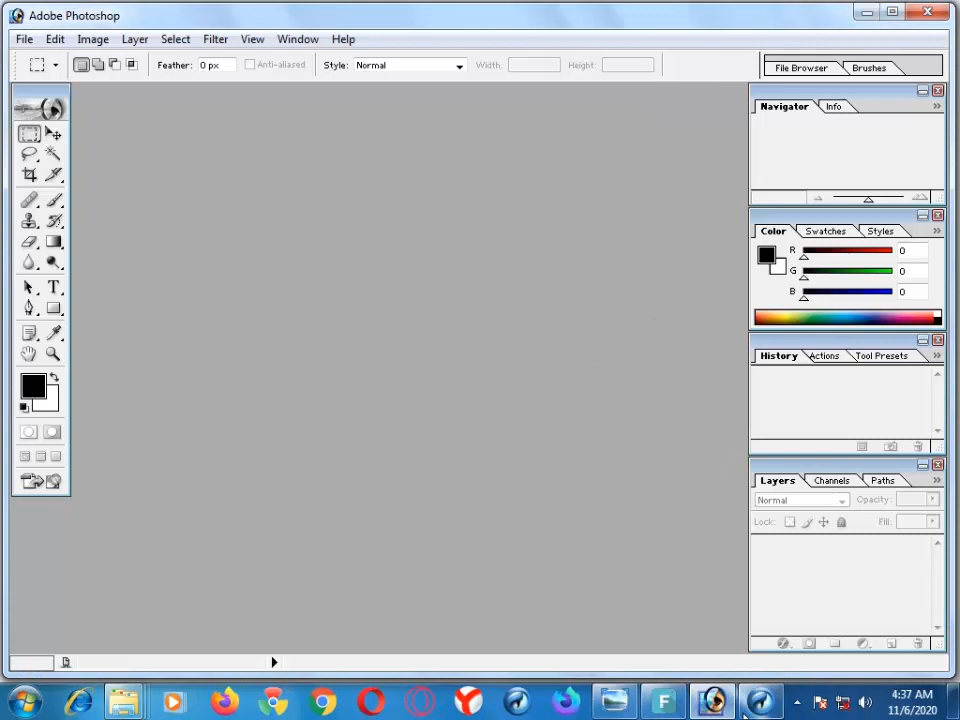 Adobe Photoshop
File Edit Image Layer Select Filter View Window Help
Feather: 0 px Anti-aliased Style: Normal Width: Height: File Browser Brushes
Navigator Info
Color Swatches Styles
R 0
G 0
B 0
History Actions Tool Presets
Layers Channels Paths
Normal Opacity:
Lock: Fill:
4:37 AM
11/6/2020